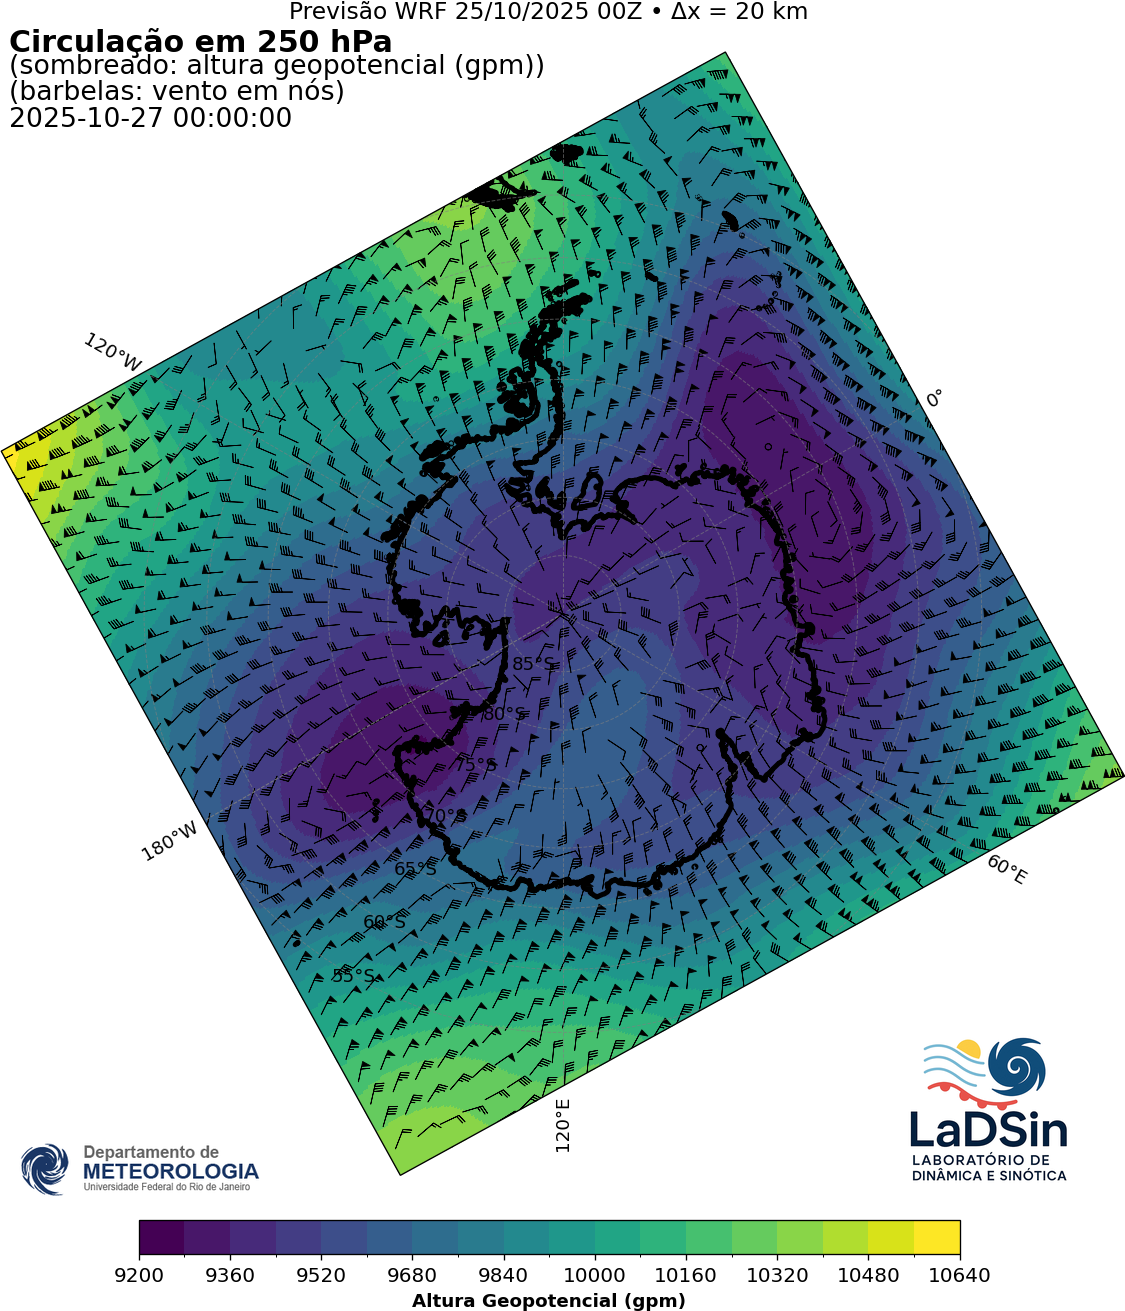 Previsão WRF 25/10/2025 00Z • Δx = 20 km
Circulação em 250 hPa
(sombreado: altura geopotencial (gpm))
(barbelas: vento em nós)
2025-10-27 00:00:00
120°W
0°
85°S
80°S
75°S
70°S
180°W
65°S
60°E
60°S
55°S
120°E
LaDSin
LABORATÓRIO DE
DINÂMICA E SINÓTICA
Departamento de
METEOROLOGIA
Universidade Federal do Rio de Janeiro
9200 9360 9520 9680 9840 10000 10160 10320 10480 10640
Altura Geopotencial (gpm)